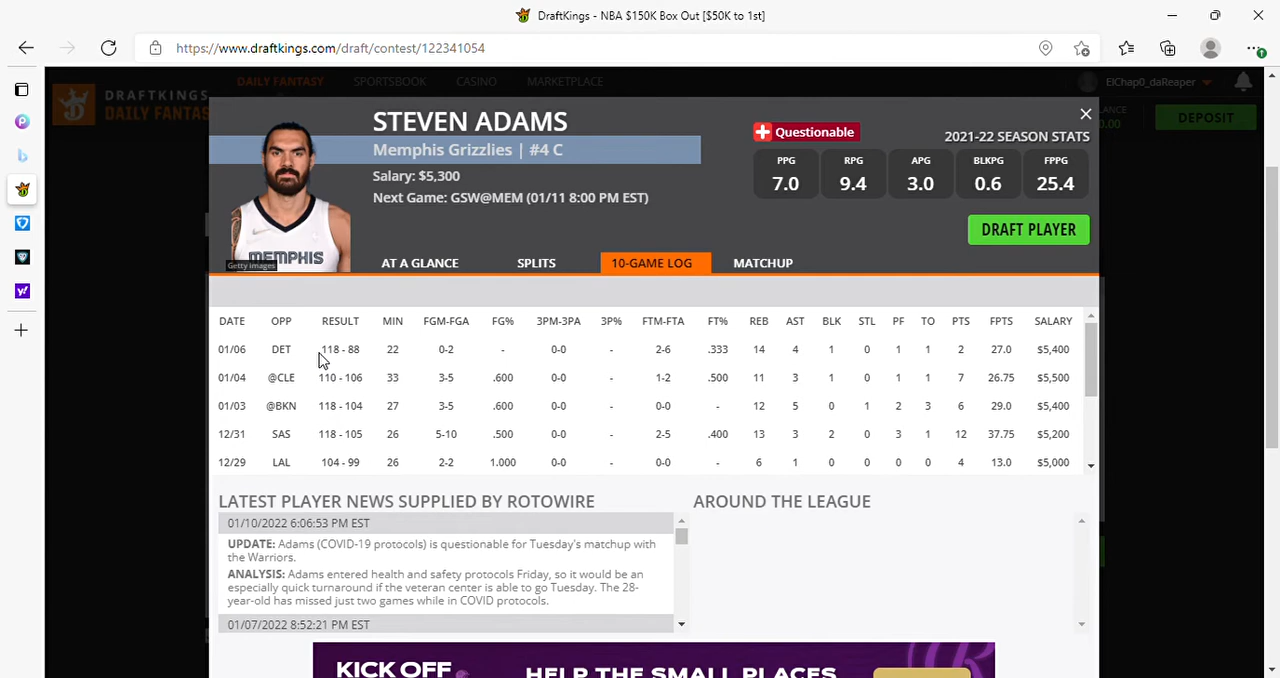 DraftKings - NBA $150K Box Out [$50K to 1st]
https://www.draftkings.com/draft/contest/122341054
DAILY FANTASY SPORTSBOOK CASINO MARKETPLACE ElChap0_daReaper
DRAFTKINGS
DAILY FANTAS
DEPOSIT
STEVEN ADAMS
Memphis Grizzlies | #4 C
Salary: $5,300
Next Game: GSW@MEM (01/11 8:00 PM EST)
Questionable
2021-22 SEASON STATS
PPG RPG APG BLKPG FPPG
7.0 9.4 3.0 0.6 25.4
DRAFT PLAYER
MEMPHIS
Getty Images
AT A GLANCE SPLITS 10-GAME LOG MATCHUP
DATE OPP RESULT MIN FGM-FGA FG% 3PM-3PA 3P% FTM-FTA FT% REB AST BLK STL PF TO PTS FPTS SALARY
01/06 DET 118 - 88 22 0-2 - 0-0 - 2-6 .333 14 4 1 0 1 1 2 27.0 $5,400
01/04 @CLE 110 - 106 33 3-5 .600 0-0 - 1-2 .500 11 3 1 0 1 1 7 26.75 $5,500
01/03 @BKN 118 - 104 27 3-5 .600 0-0 - 0-0 - 12 5 0 1 2 3 6 29.0 $5,400
12/31 SAS 118 - 105 26 5-10 .500 0-0 - 2-5 .400 13 3 2 0 3 1 12 37.75 $5,200
12/29 LAL 104 - 99 26 2-2 1.000 0-0 - 0-0 - 6 1 0 0 0 0 4 13.0 $5,000
LATEST PLAYER NEWS SUPPLIED BY ROTOWIRE
01/10/2022 6:06:53 PM EST
UPDATE: Adams (COVID-19 protocols) is questionable for Tuesday's matchup with
the Warriors.
ANALYSIS: Adams entered health and safety protocols Friday, so it would be an
especially quick turnaround if the veteran center is able to go Tuesday. The 28-
year-old has missed just two games while in COVID protocols.
01/07/2022 8:52:21 PM EST
AROUND THE LEAGUE
KICK OFF
HELP THE SMALL PLACES